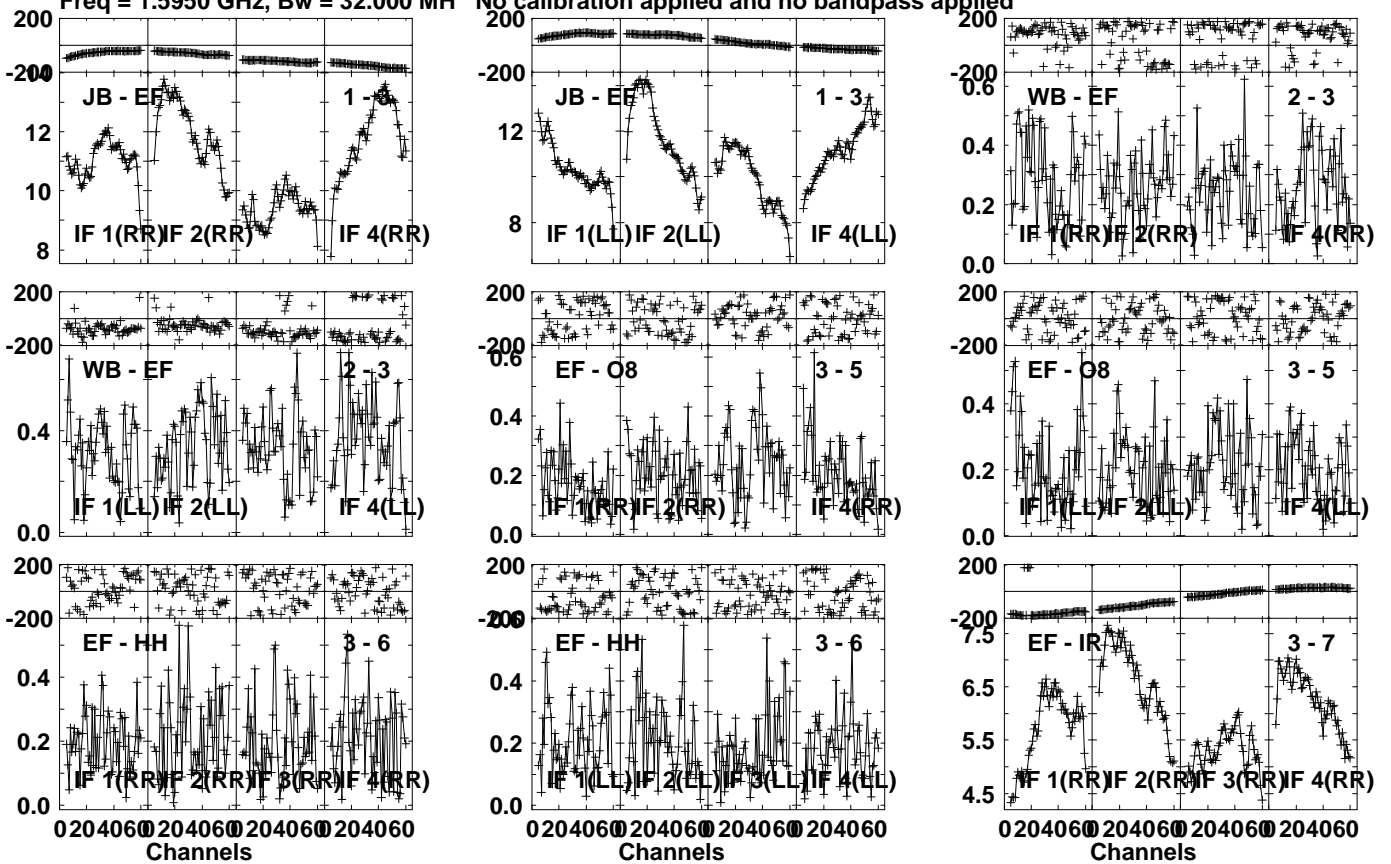 Freq = 1.5950 GHz, Bw = 32.000 MH No calibration applied and no bandpass applied
200
-200
14
12
10
8
JB - EF
1 - 3
IF 1(RR)
IF 2(RR)
IF 4(RR)
200
-200
12
8
JB - EF
1 - 3
IF 1(LL)
IF 2(LL)
IF 4(LL)
200
-200
0.6
0.4
0.2
0.0
WB - EF
2 - 3
IF 1(RR)
IF 2(RR)
IF 4(RR)
200
-200
0.4
0.0
WB - EF
2 - 3
IF 1(LL)
IF 2(LL)
IF 4(LL)
200
-200
0.6
0.4
0.2
0.0
EF - O8
3 - 5
IF 1(RR)
IF 2(RR)
IF 4(RR)
200
-200
0.4
0.2
0.0
EF - O8
3 - 5
IF 1(LL)
IF 2(LL)
IF 4(LL)
200
-200
0.4
0.2
0.0
EF - HH
3 - 6
IF 1(RR)
IF 2(RR)
IF 3(RR)
IF 4(RR)
0 20 40 60 0 20 40 60 0 20 40 60 0 20 40 60
Channels
200
-200
0.6
0.4
0.2
0.0
EF - HH
3 - 6
IF 1(LL)
IF 2(LL)
IF 3(LL)
IF 4(LL)
0 20 40 60 0 20 40 60 0 20 40 60 0 20 40 60
Channels
200
-200
7.5
6.5
5.5
4.5
EF - IR
3 - 7
IF 1(RR)
IF 2(RR)
IF 3(RR)
IF 4(RR)
0 20 40 60 0 20 40 60 0 20 40 60 0 20 40 60
Channels